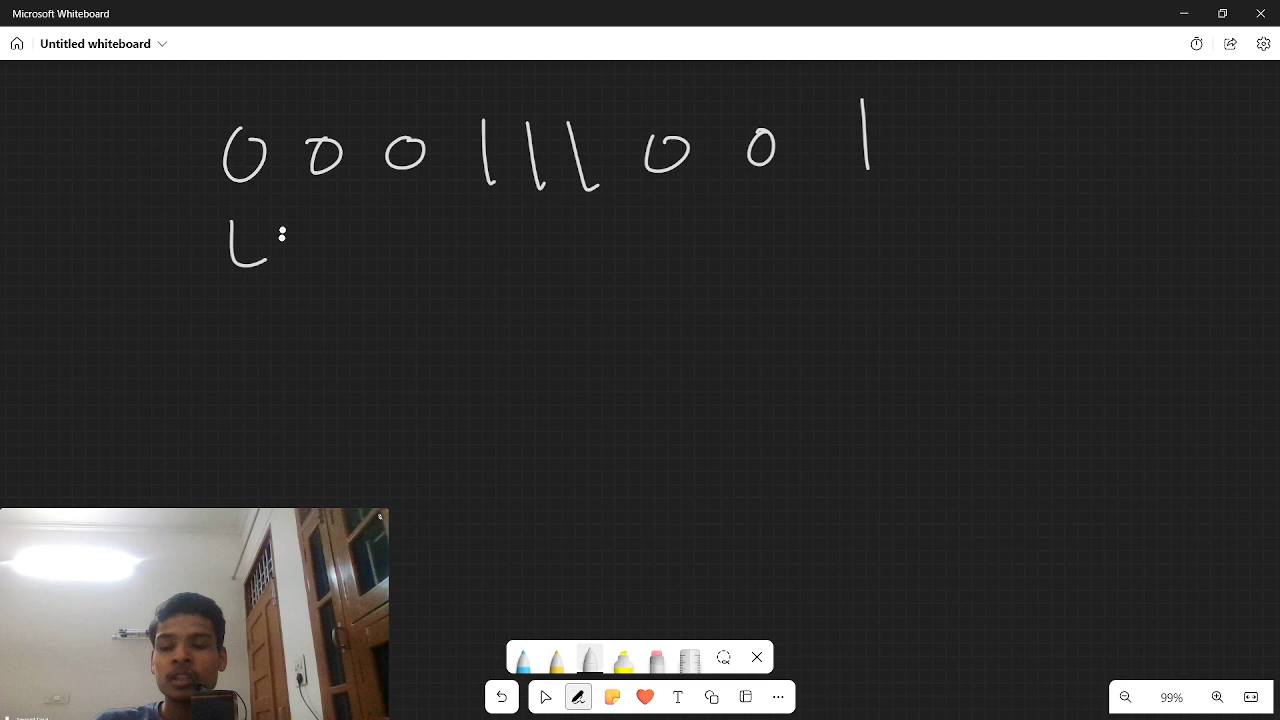 Microsoft Whiteboard
Untitled whiteboard
0 0 0 1 1 1 0 0 1
L
99%